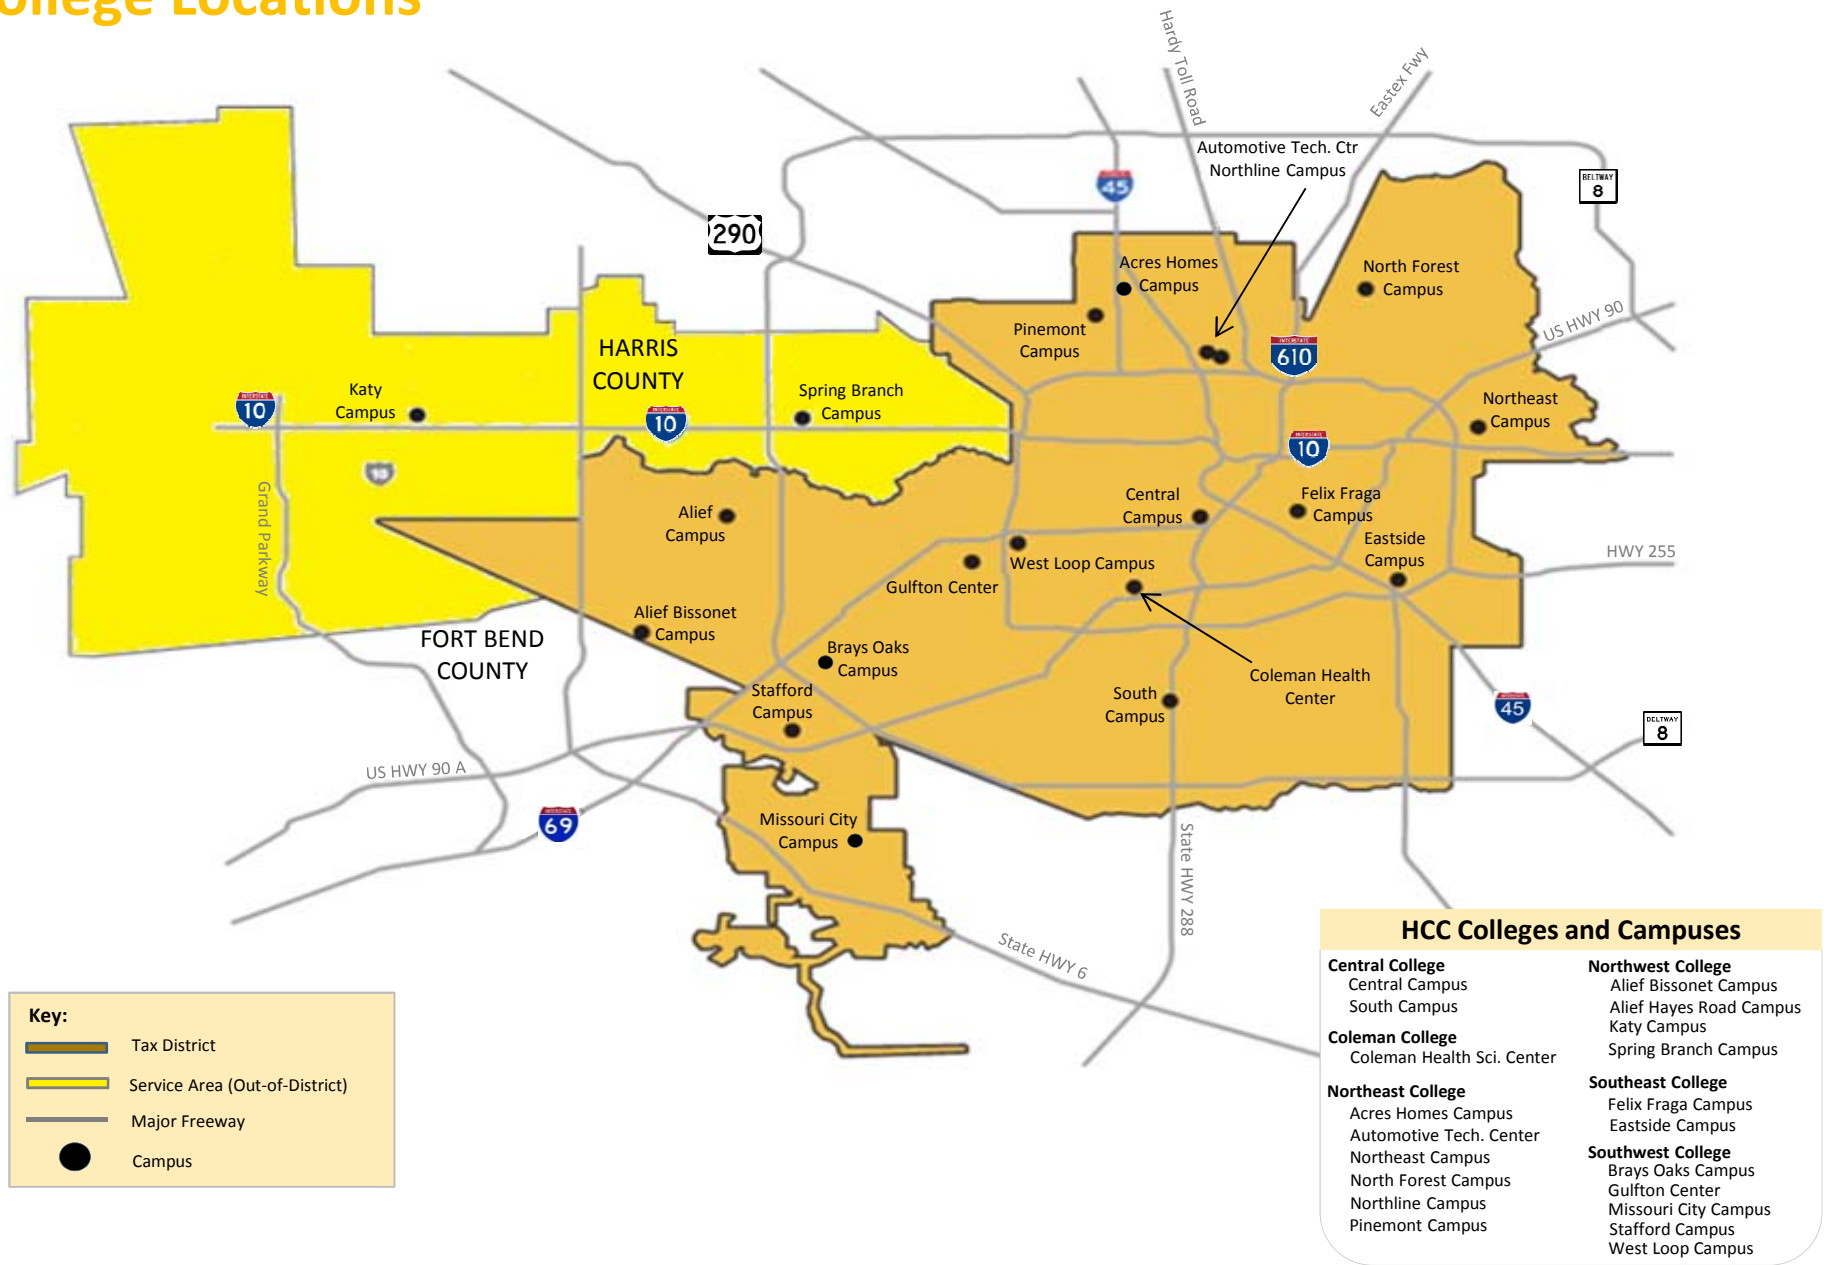 ollege Locations
Hardy Toll Road
Eastex Fwy
Automotive Tech. Ctr
Northline Campus
INTERSTATE
45
BELTWAY
8
290
Acres Homes
Campus
North Forest
Campus
Pinemont
Campus
US HWY 90
HARRIS
COUNTY
INTERSTATE
610
Katy
Campus
INTERSTATE
10
Spring Branch
Campus
INTERSTATE
10
Northeast
Campus
INTERSTATE
10
10
Grand Parkway
Alief
Campus
Central
Campus
Felix Fraga
Campus
Eastside
Campus
HWY 255
West Loop Campus
Gulfton Center
Alief Bissonet
Campus
FORT BEND
COUNTY
Brays Oaks
Campus
Stafford
Campus
South
Campus
Coleman Health
Center
INTERSTATE
45
BELTWAY
8
US HWY 90 A
INTERSTATE
69
Missouri City
Campus
State HWY 288
State HWY 6
Key:
Tax District
Service Area (Out-of-District)
Major Freeway
Campus
HCC Colleges and Campuses
Central College
Central Campus
South Campus
Coleman College
Coleman Health Sci. Center
Northeast College
Acres Homes Campus
Automotive Tech. Center
Northeast Campus
North Forest Campus
Northline Campus
Pinemont Campus
Northwest College
Alief Bissonet Campus
Alief Hayes Road Campus
Katy Campus
Spring Branch Campus
Southeast College
Felix Fraga Campus
Eastside Campus
Southwest College
Brays Oaks Campus
Gulfton Center
Missouri City Campus
Stafford Campus
West Loop Campus